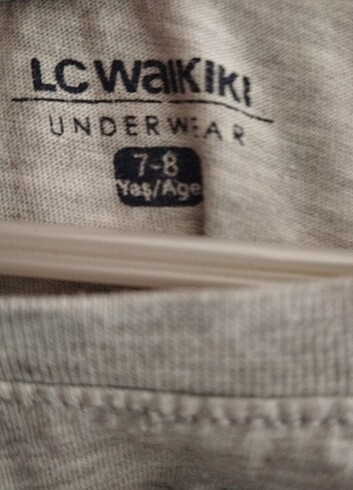 LC WAIKIKI
UNDERWEAR
7-8
Yaş/Age